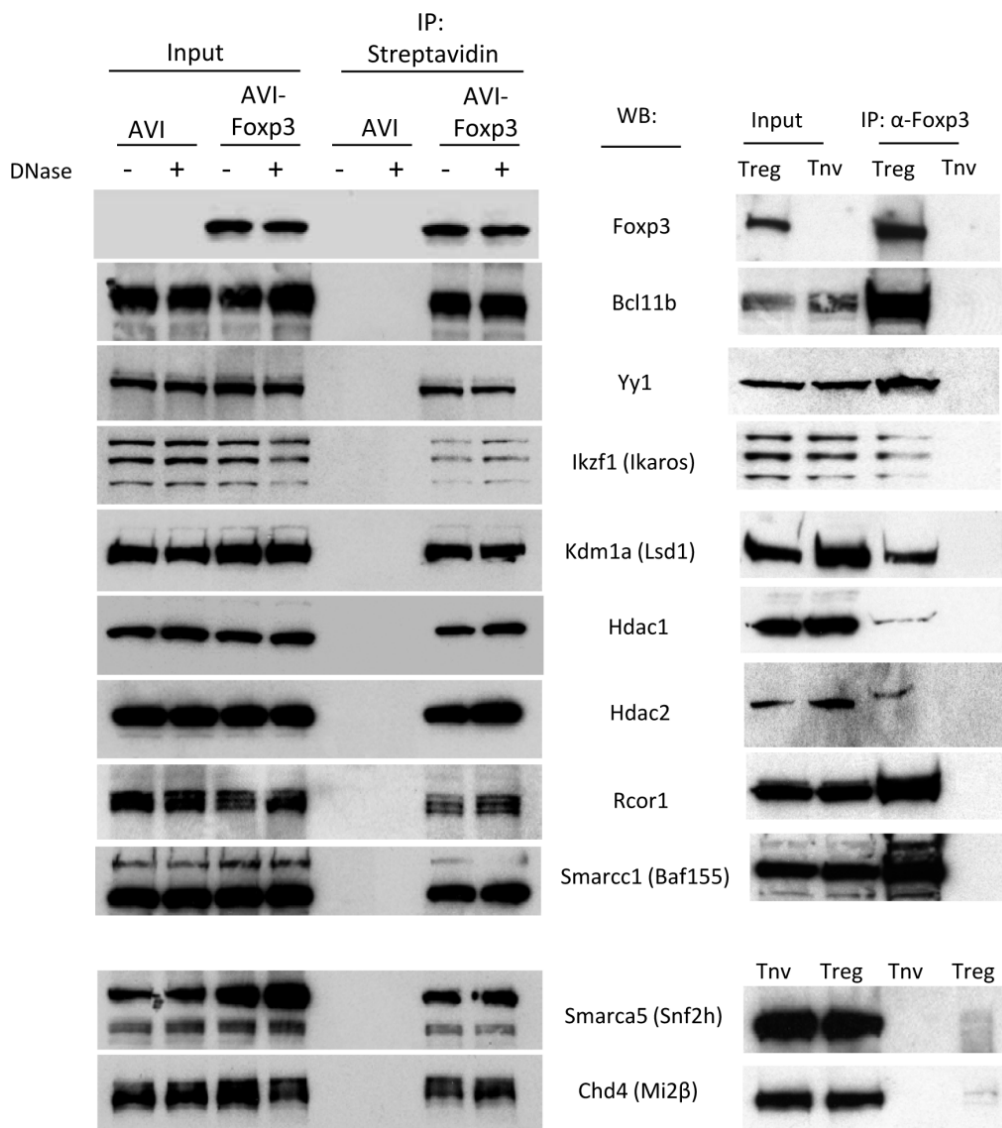 IP:
Input Streptavidin
AVI AVI-Foxp3 AVI AVI-Foxp3
DNase - + - + - + - +
WB: Input IP: α-Foxp3
Treg Tnv Treg Tnv
Foxp3
Bcl11b
Yy1
Ikzf1 (Ikaros)
Kdm1a (Lsd1)
Hdac1
Hdac2
Rcor1
Smarcc1 (Baf155)
Tnv Treg Tnv Treg
Smarca5 (Snf2h)
Chd4 (Mi2β)